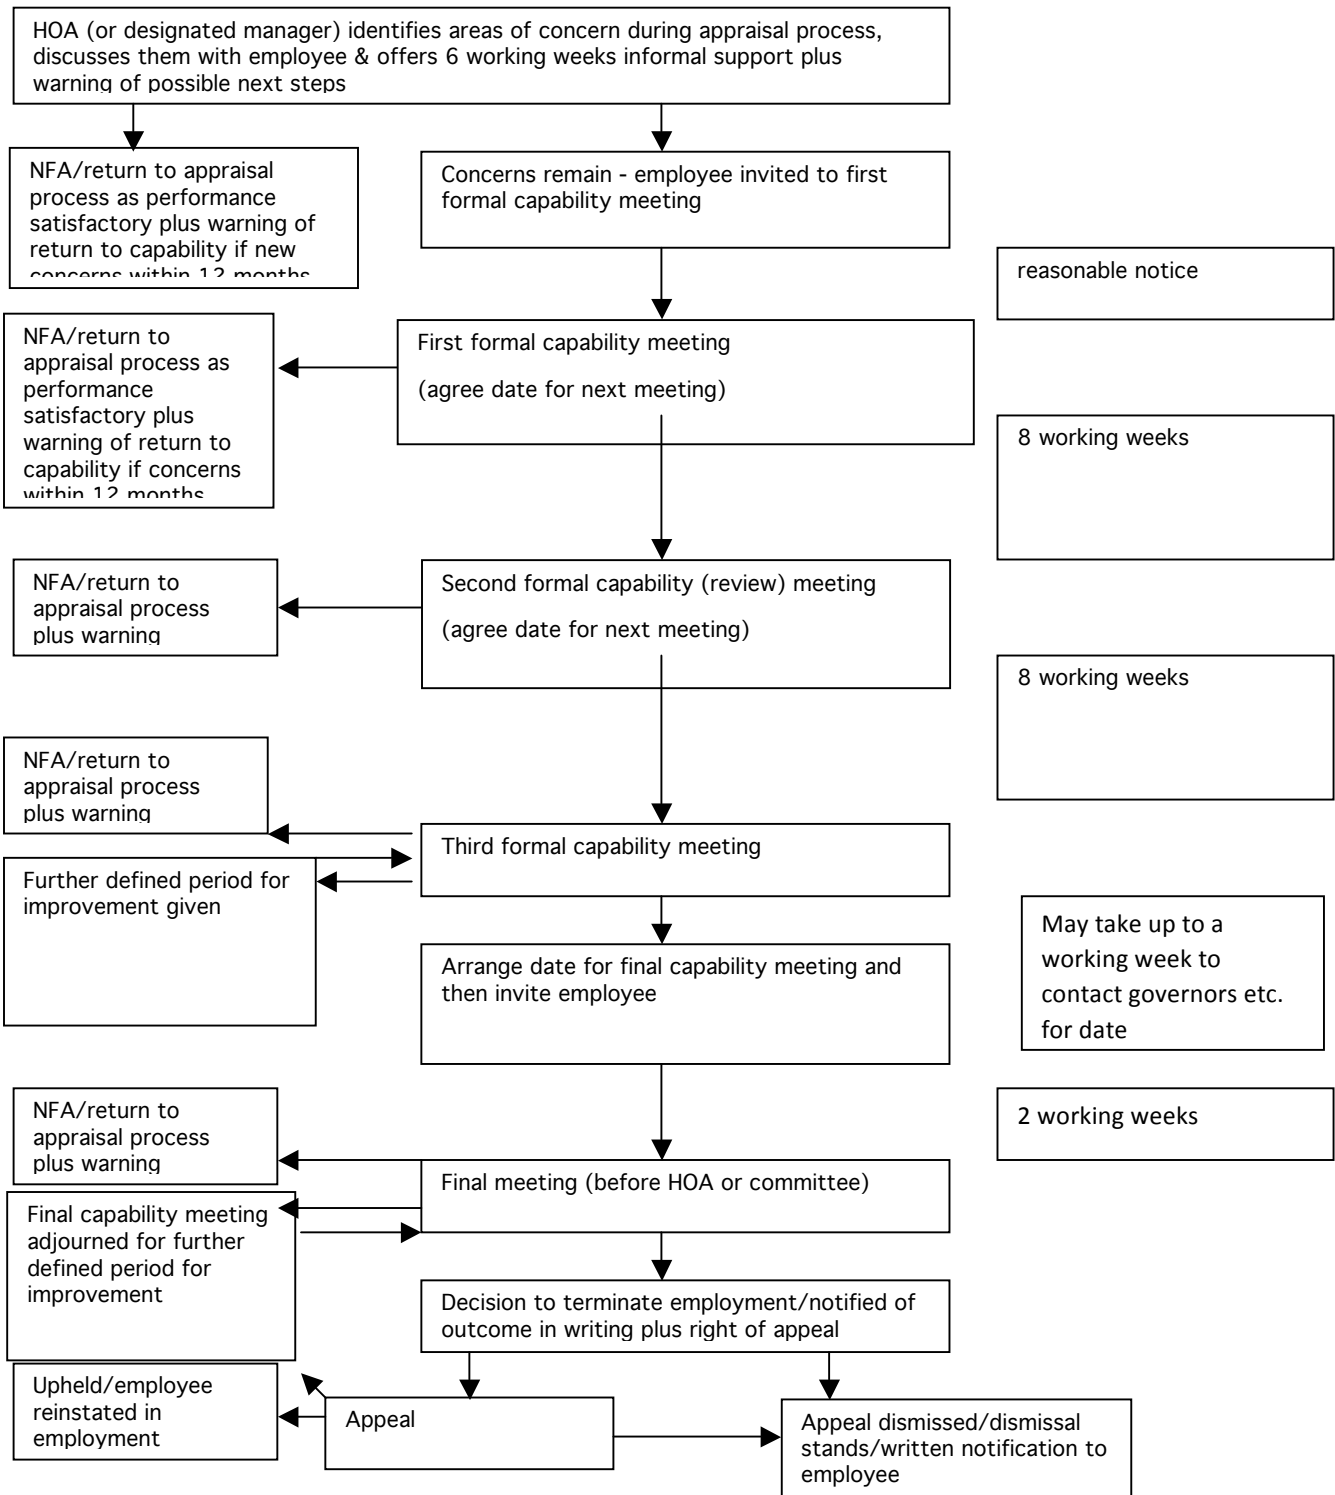 HOA (or designated manager) identifies areas of concern during appraisal process,
discusses them with employee & offers 6 working weeks informal support plus
warning of possible next steps
NFA/return to appraisal
process as performance
satisfactory plus warning of
return to capability if new
concerns within 12 months
Concerns remain - employee invited to first
formal capability meeting
reasonable notice
NFA/return to
appraisal process as
performance
satisfactory plus
warning of return to
capability if concerns
within 12 months
First formal capability meeting
(agree date for next meeting)
8 working weeks
NFA/return to
appraisal process
plus warning
Second formal capability (review) meeting
(agree date for next meeting)
8 working weeks
NFA/return to
appraisal process
plus warning
Third formal capability meeting
Further defined period for
improvement given
May take up to a
working week to
contact governors etc.
for date
Arrange date for final capability meeting and
then invite employee
NFA/return to
appraisal process
plus warning
2 working weeks
Final meeting (before HOA or committee)
Final capability meeting
adjourned for further
defined period for
improvement
Decision to terminate employment/notified of
outcome in writing plus right of appeal
Upheld/employee
reinstated in
employment
Appeal
Appeal dismissed/dismissal
stands/written notification to
employee